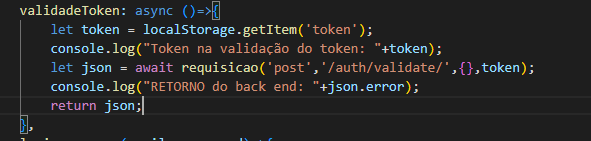 validadeToken: async ()=>{
let token = localStorage.getItem('token');
console.log("Token na validação do token: "+token);
let json = await requisicao('post','/auth/validate/',{},token);
console.log("RETORNO do back end: "+json.error);
return json;
},